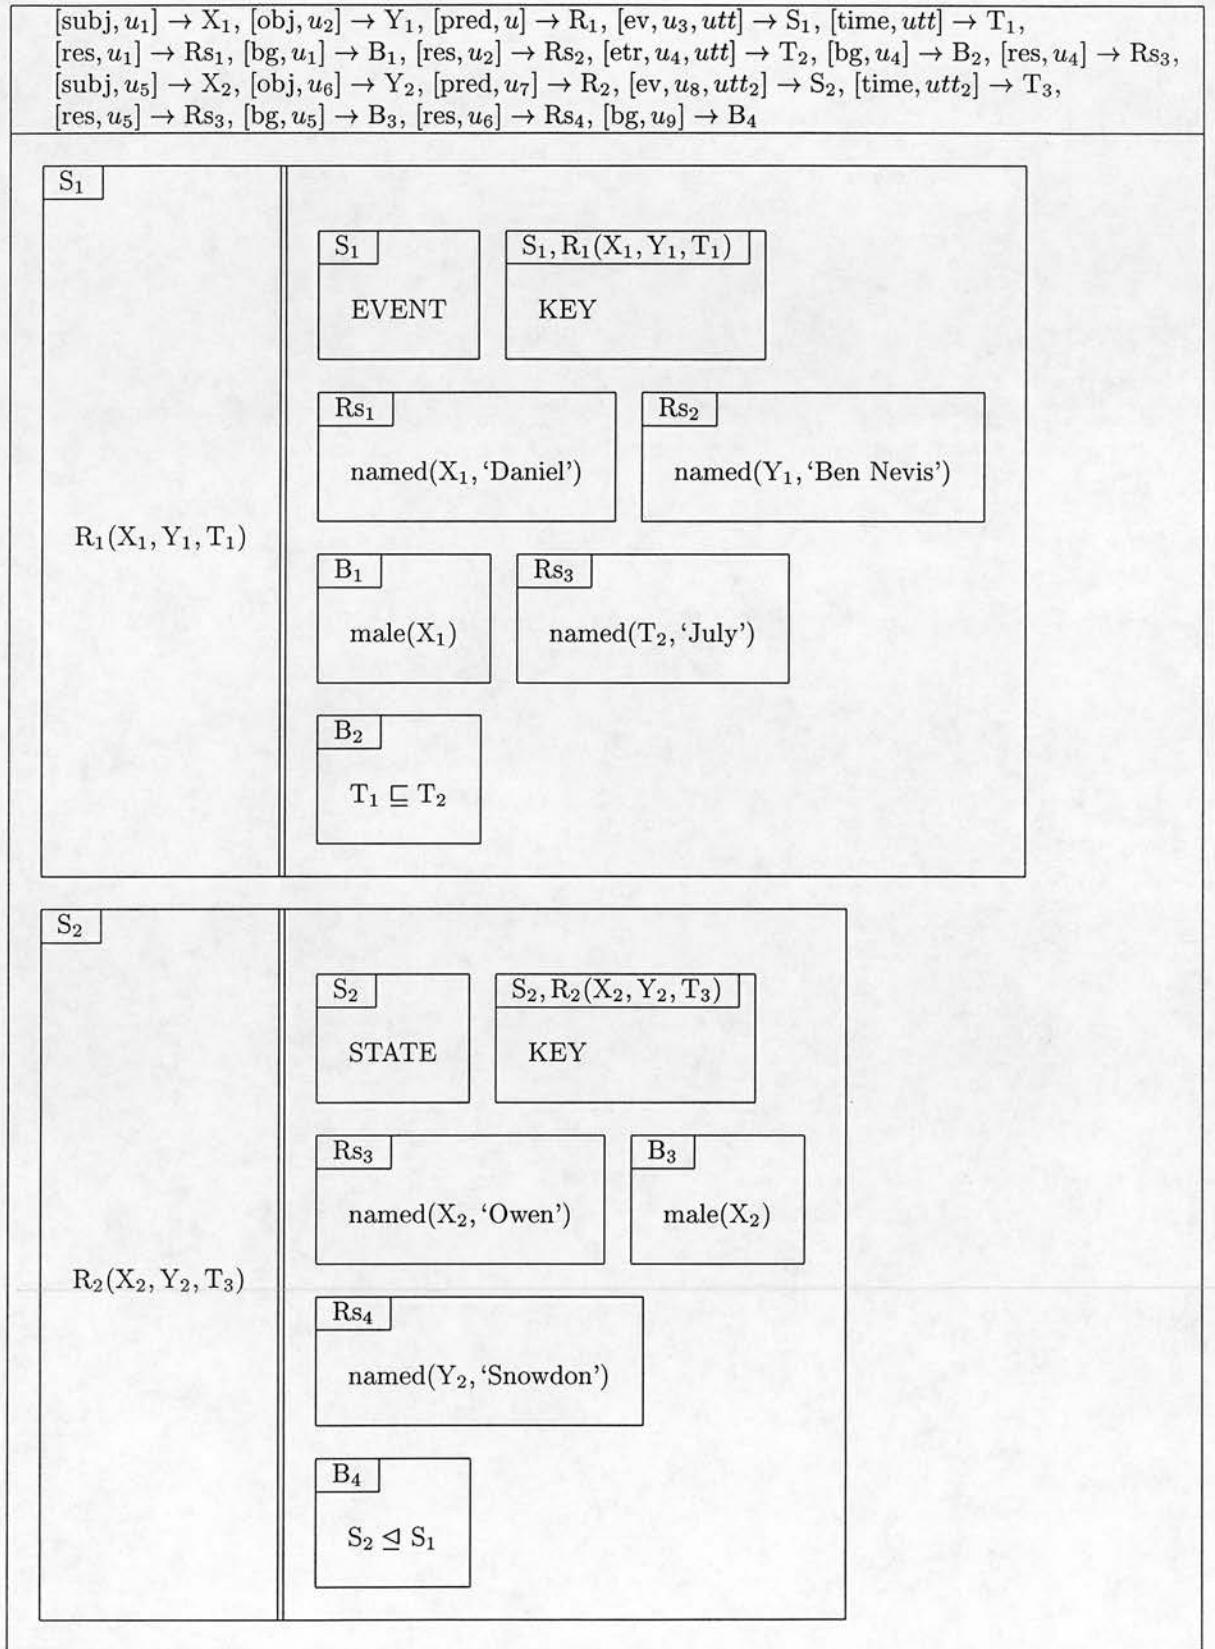 [subj, u₁] → X₁, [obj, u₂] → Y₁, [pred, u] → R₁, [ev, u₃, utt] → S₁, [time, utt] → T₁,
[res, u₁] → Rs₁, [bg, u₁] → B₁, [res, u₂] → Rs₂, [etr, u₄, utt] → T₂, [bg, u₄] → B₂, [res, u₄] → Rs₃,
[subj, u₅] → X₂, [obj, u₆] → Y₂, [pred, u₇] → R₂, [ev, u₈, utt₂] → S₂, [time, utt₂] → T₃,
[res, u₅] → Rs₃, [bg, u₅] → B₃, [res, u₆] → Rs₄, [bg, u₉] → B₄
S₁
S₁
S₁, R₁(X₁, Y₁, T₁)
EVENT
KEY
Rs₁
Rs₂
named(X₁, ‘Daniel’)
named(Y₁, ‘Ben Nevis’)
R₁(X₁, Y₁, T₁)
B₁
Rs₃
male(X₁)
named(T₂, ‘July’)
B₂
T₁ ⊑ T₂
S₂
S₂
S₂, R₂(X₂, Y₂, T₃)
STATE
KEY
Rs₃
B₃
named(X₂, ‘Owen’)
male(X₂)
R₂(X₂, Y₂, T₃)
Rs₄
named(Y₂, ‘Snowdon’)
B₄
S₂ ⊴ S₁